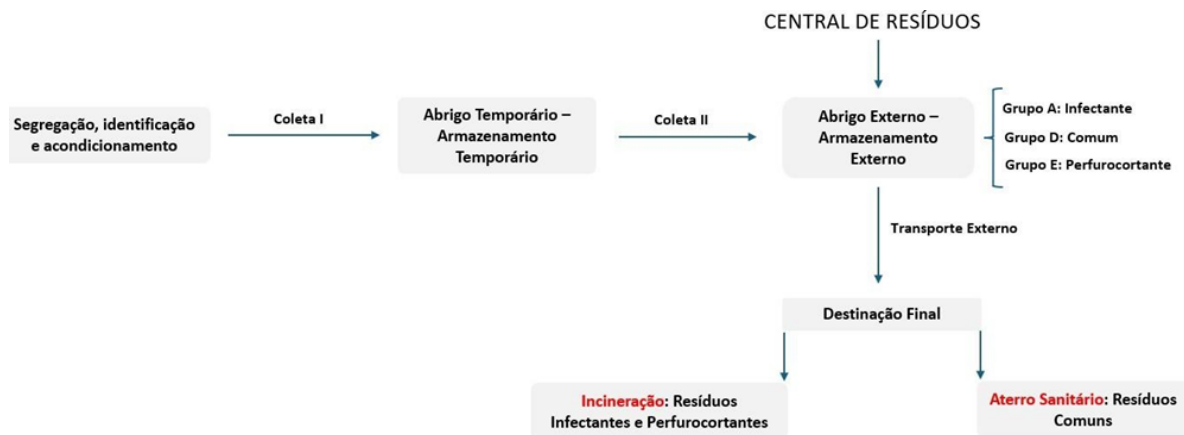 CENTRAL DE RESÍDUOS
Segregação, identificação
e acondicionamento
Coleta I
Abrigo Temporário –
Armazenamento
Temporário
Coleta II
Abrigo Externo –
Armazenamento
Externo
Grupo A: Infectante
Grupo D: Comum
Grupo E: Perfurocortante
Transporte Externo
Destinação Final
Incineração: Resíduos
Infectantes e Perfurocortantes
Aterro Sanitário: Resíduos
Comuns